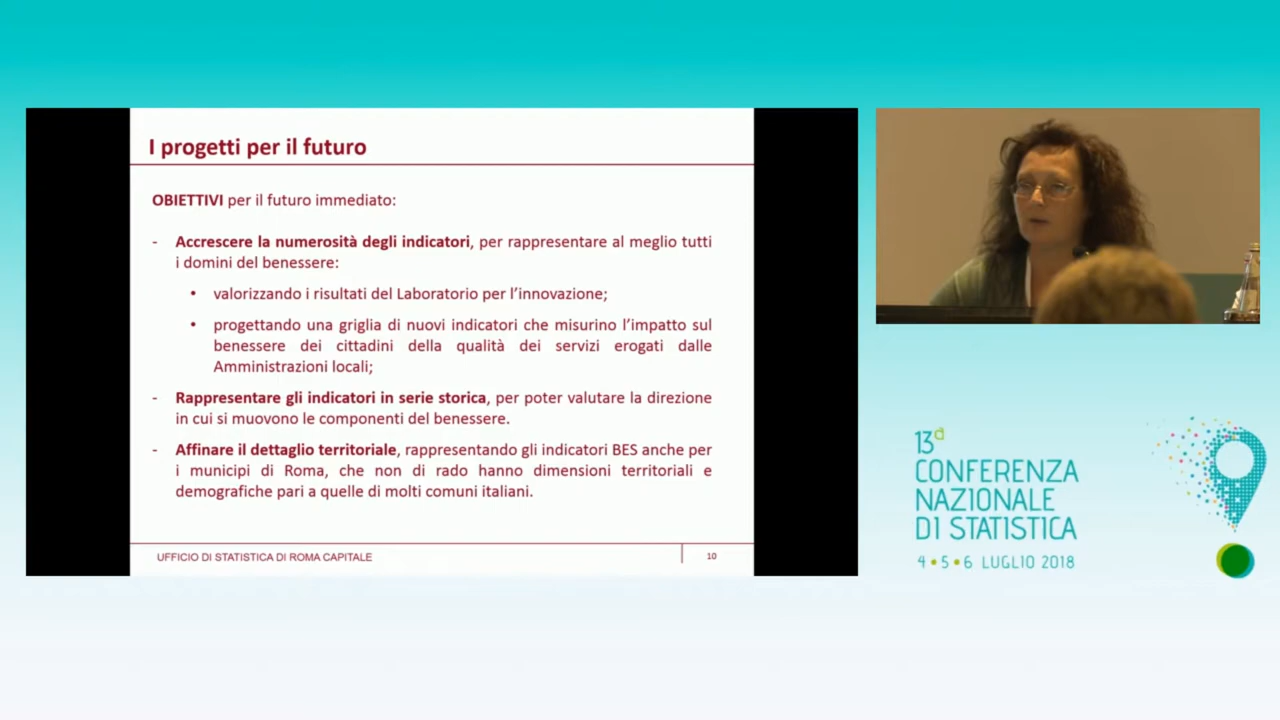 I progetti per il futuro
OBIETTIVI per il futuro immediato:
- Accrescere la numerosità degli indicatori, per rappresentare al meglio tutti
i domini del benessere:
• valorizzando i risultati del Laboratorio per l'innovazione;
• progettando una griglia di nuovi indicatori che misurino l'impatto sul
benessere dei cittadini della qualità dei servizi erogati dalle
Amministrazioni locali;
- Rappresentare gli indicatori in serie storica, per poter valutare la direzione
in cui si muovono le componenti del benessere.
- Affinare il dettaglio territoriale, rappresentando gli indicatori BES anche per
i municipi di Roma, che non di rado hanno dimensioni territoriali e
demografiche pari a quelle di molti comuni italiani.
UFFICIO DI STATISTICA DI ROMA CAPITALE
10
13a
CONFERENZA
NAZIONALE
DI STATISTICA
4•5•6 LUGLIO 2018